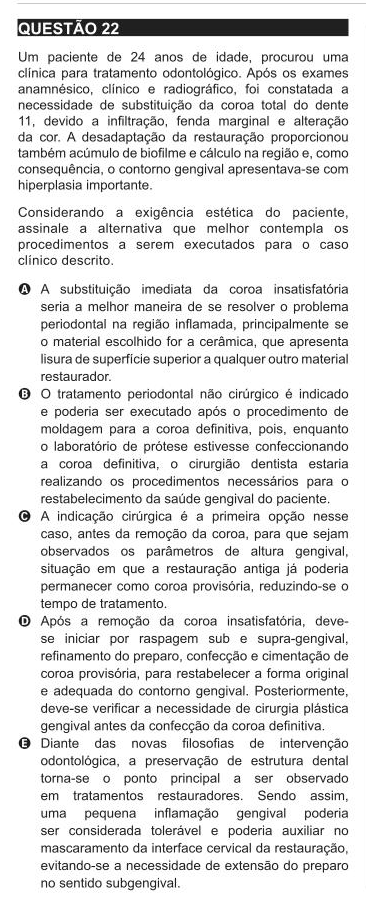 QUESTÃO 22
Um paciente de 24 anos de idade, procurou uma
clínica para tratamento odontológico. Após os exames
anamnésico, clínico e radiográfico, foi constatada a
necessidade de substituição da coroa total do dente
11, devido a infiltração, fenda marginal e alteração
da cor. A desadaptação da restauração proporcionou
também acúmulo de biofilme e cálculo na região e, como
consequência, o contorno gengival apresentava-se com
hiperplasia importante.
Considerando a exigência estética do paciente,
assinale a alternativa que melhor contempla os
procedimentos a serem executados para o caso
clínico descrito.
A A substituição imediata da coroa insatisfatória
seria a melhor maneira de se resolver o problema
periodontal na região inflamada, principalmente se
o material escolhido for a cerâmica, que apresenta
lisura de superfície superior a qualquer outro material
restaurador.
B O tratamento periodontal não cirúrgico é indicado
e poderia ser executado após o procedimento de
moldagem para a coroa definitiva, pois, enquanto
o laboratório de prótese estivesse confeccionando
a coroa definitiva, o cirurgião dentista estaria
realizando os procedimentos necessários para o
restabelecimento da saúde gengival do paciente.
C A indicação cirúrgica é a primeira opção nesse
caso, antes da remoção da coroa, para que sejam
observados os parâmetros de altura gengival,
situação em que a restauração antiga já poderia
permanecer como coroa provisória, reduzindo-se o
tempo de tratamento.
D Após a remoção da coroa insatisfatória, deve-
se iniciar por raspagem sub e supra-gengival,
refinamento do preparo, confecção e cimentação de
coroa provisória, para restabelecer a forma original
e adequada do contorno gengival. Posteriormente,
deve-se verificar a necessidade de cirurgia plástica
gengival antes da confecção da coroa definitiva.
E Diante das novas filosofias de intervenção
odontológica, a preservação de estrutura dental
torna-se o ponto principal a ser observado
em tratamentos restauradores. Sendo assim,
uma pequena inflamação gengival poderia
ser considerada tolerável e poderia auxiliar no
mascaramento da interface cervical da restauração,
evitando-se a necessidade de extensão do preparo
no sentido subgengival.